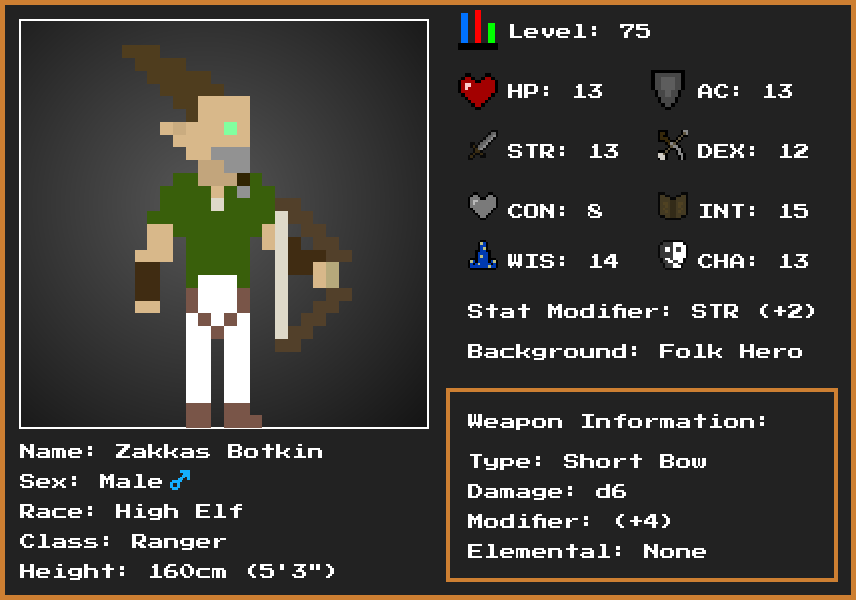 Level: 75
HP: 13
AC: 13
STR: 13
DEX: 12
CON: 8
INT: 15
WIS: 14
CHA: 13
Stat Modifier: STR (+2)
Background: Folk Hero
Weapon Information:
Type: Short Bow
Damage: d6
Modifier: (+4)
Elemental: None
Name: Zakkas Botkin
Sex: Male ♂
Race: High Elf
Class: Ranger
Height: 160cm (5'3")